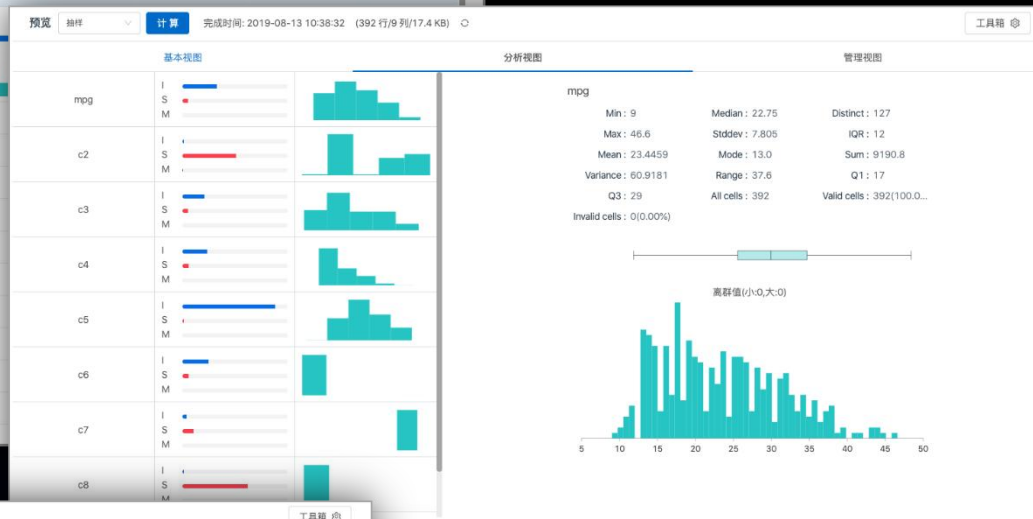 预览 抽样 计算 完成时间: 2019-08-13 10:38:32 (392 行/9 列/17.4 KB) 工具箱
基本视图 分析视图 管理视图
mpg
I
S
M
c2
I
S
M
c3
I
S
M
c4
I
S
M
c5
I
S
M
c6
I
S
M
c7
I
S
M
c8
I
S
M
mpg
Min : 9 Median : 22.75 Distinct : 127
Max : 46.6 Stddev : 7.805 IQR : 12
Mean : 23.4459 Mode : 13.0 Sum : 9190.8
Variance : 60.9181 Range : 37.6 Q1 : 17
Q3 : 29 All cells : 392 Valid cells : 392(100.0...
Invalid cells : 0(0.00%)
离群值(小:0,大:0)
5 10 15 20 25 30 35 40 45 50
工具箱